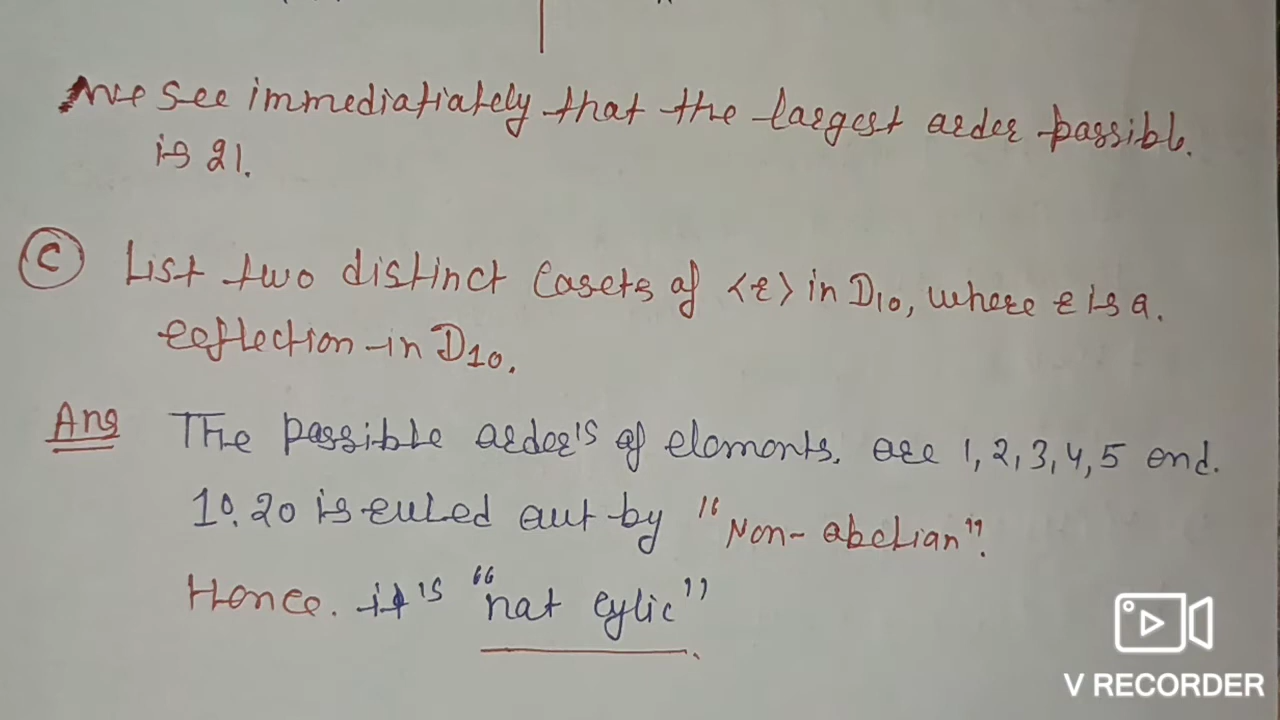 We see immediatiately that the largest order possibl.
is 21.
C List two distinct Cosets of <r> in D10, where r is a.
reflection in D10.
Ans The possible order's of elements. are 1, 2, 3, 4, 5 and.
10. 20 is ruled out by "Non-abelian".
Hence. it is "not cylic"
V RECORDER